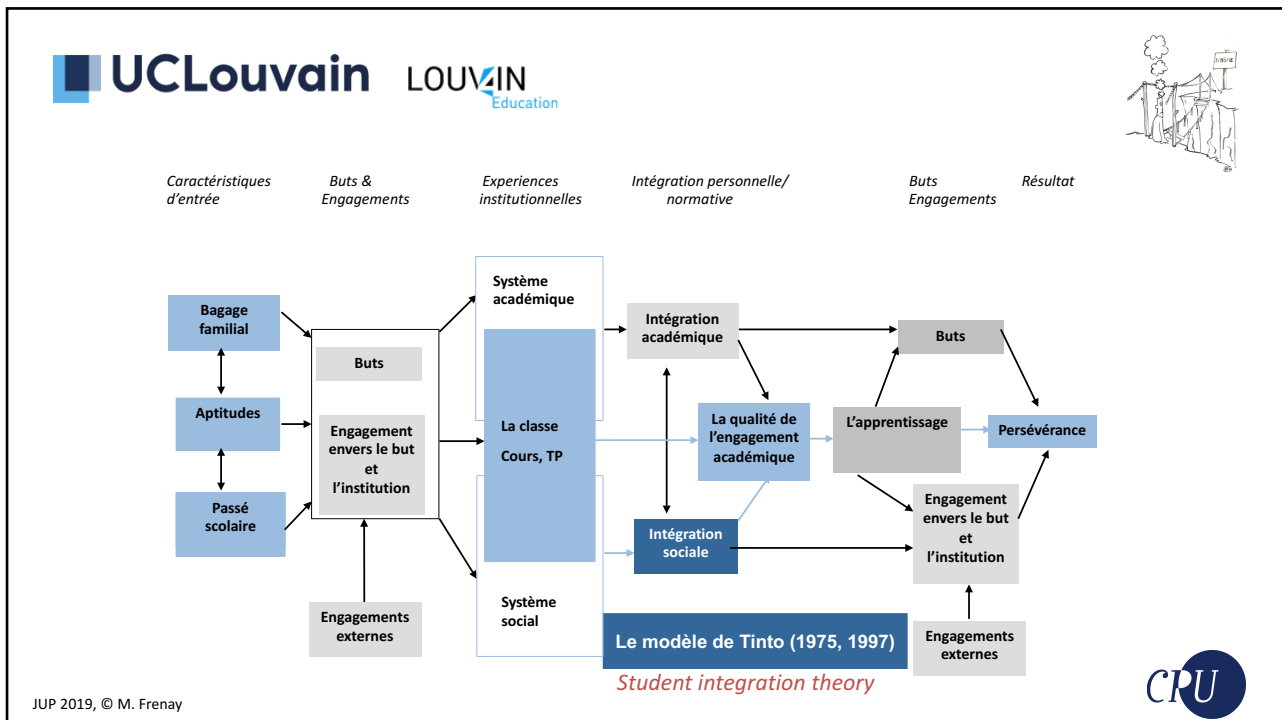 UCLouvain
LOUVAIN
Education
Caractéristiques
d'entrée
Buts &
Engagements
Experiences
institutionnelles
Intégration personnelle/
normative
Buts
Engagements
Résultat
Bagage
familial
Aptitudes
Passé
scolaire
Buts
Engagement
envers le but
et
l'institution
Engagements
externes
Système
académique
La classe
Cours, TP
Système
social
Intégration
académique
La qualité de
l'engagement
académique
Intégration
sociale
Buts
L'apprentissage
Engagement
envers le but
et
l'institution
Engagements
externes
Persévérance
Le modèle de Tinto (1975, 1997)
Student integration theory
JUP 2019, © M. Frenay
CPU